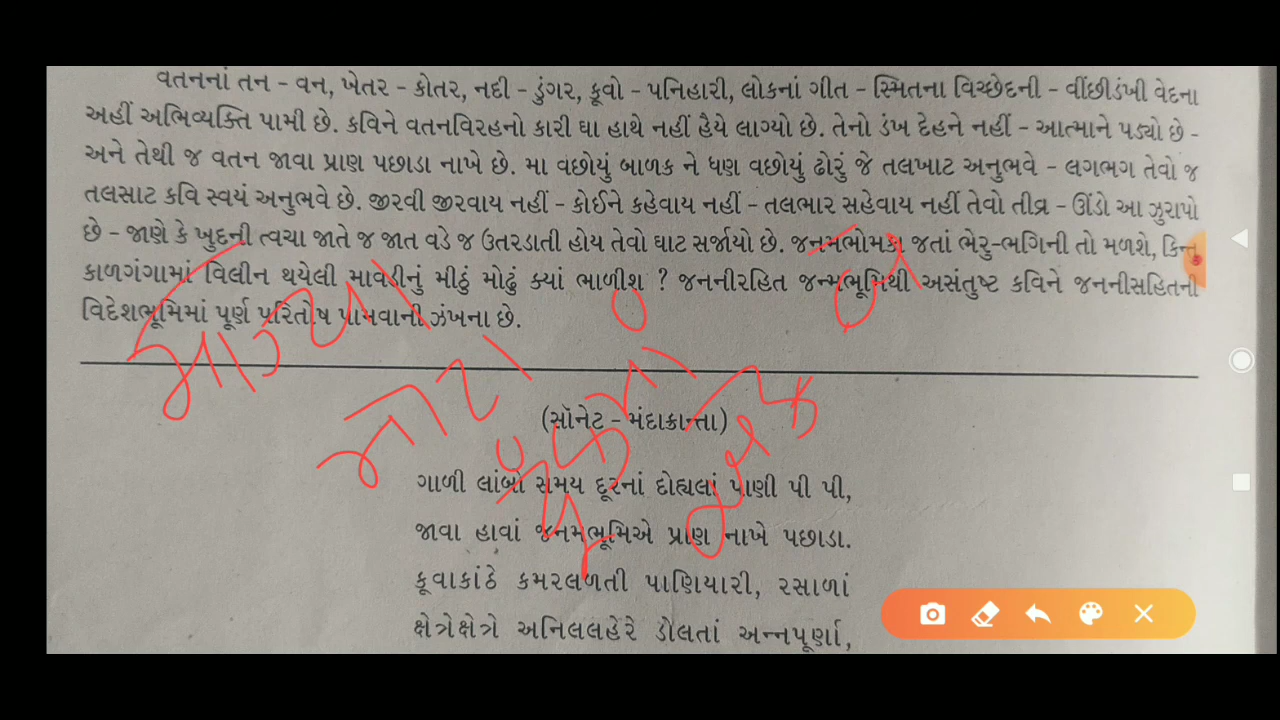 વતનનાં તન – વન, ખેતર – કોતર, નદી – ડુંગર, કૂવો – પનિહારી, લોકનાં ગીત – સ્મિતના વિચ્છેદની – વીંછીડંખી વેદના
અહીં અભિવ્યક્તિ પામી છે. કવિને વતનવિરહનો કારી ઘા હાથે નહીં હૈયે લાગ્યો છે. તેનો ડંખ દેહને નહીં – આત્માને પડ્યો છે –
અને તેથી જ વતન જાવા પ્રાણ પછાડા નાખે છે. મા વછોયું બાળક ને ધણ વછોયું ઢોરું જે તલખાટ અનુભવે – લગભગ તેવો જ
તલસાટ કવિ સ્વયં અનુભવે છે. જીરવી જીરવાય નહીં – કોઈને કહેવાય નહીં – તલભાર સહેવાય નહીં તેવો તીવ્ર – ઊંડો આ ઝુરાપો
છે – જાણે કે ખુદની ત્વચા જાતે જ જાત વડે જ ઉતરડાતી હોય તેવો ઘાટ સર્જાયો છે. જનમભોમકા જતાં ભેરુ-ભગિની તો મળશે, કિન્તુ
કાળગંગામાં વિલીન થયેલી માવડીનું મીઠું મોઢું ક્યાં ભાળીશ ? જનનીરહિત જન્મભૂમિથી અસંતુષ્ટ કવિને જનનીસહિતની
વિદેશભૂમિમાં પૂર્ણ પરિતોષ પામવાની ઝંખના છે.
(સૉનેટ – મંદાક્રાન્તા)
ગાળી લાંબો સમય દૂરનાં દોહ્યલાં પાણી પી પી,
જાવા હાવાં જનમભૂમિએ પ્રાણ નાખે પછાડા.
કૂવાકાંઠે કમરલળતી પાણિયારી, રસાળાં
ક્ષેત્રેક્ષેત્રે અનિલલહેરે ડોલતાં અન્નપૂર્ણા,